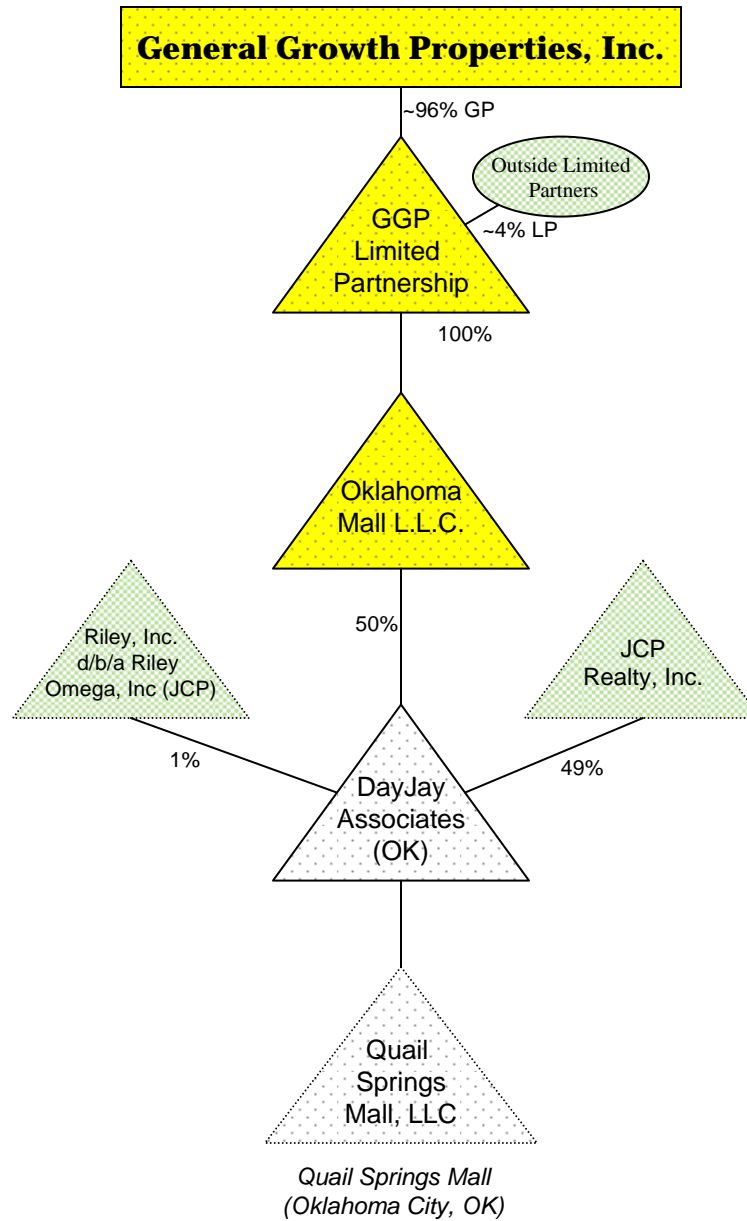 General Growth Properties, Inc.
~96% GP
Outside Limited
Partners
~4% LP
GGP
Limited
Partnership
100%
Oklahoma
Mall L.L.C.
50%
Riley, Inc.
d/b/a Riley
Omega, Inc (JCP)
JCP
Realty, Inc.
1%
49%
DayJay
Associates
(OK)
Quail
Springs
Mall, LLC
Quail Springs Mall
(Oklahoma City, OK)